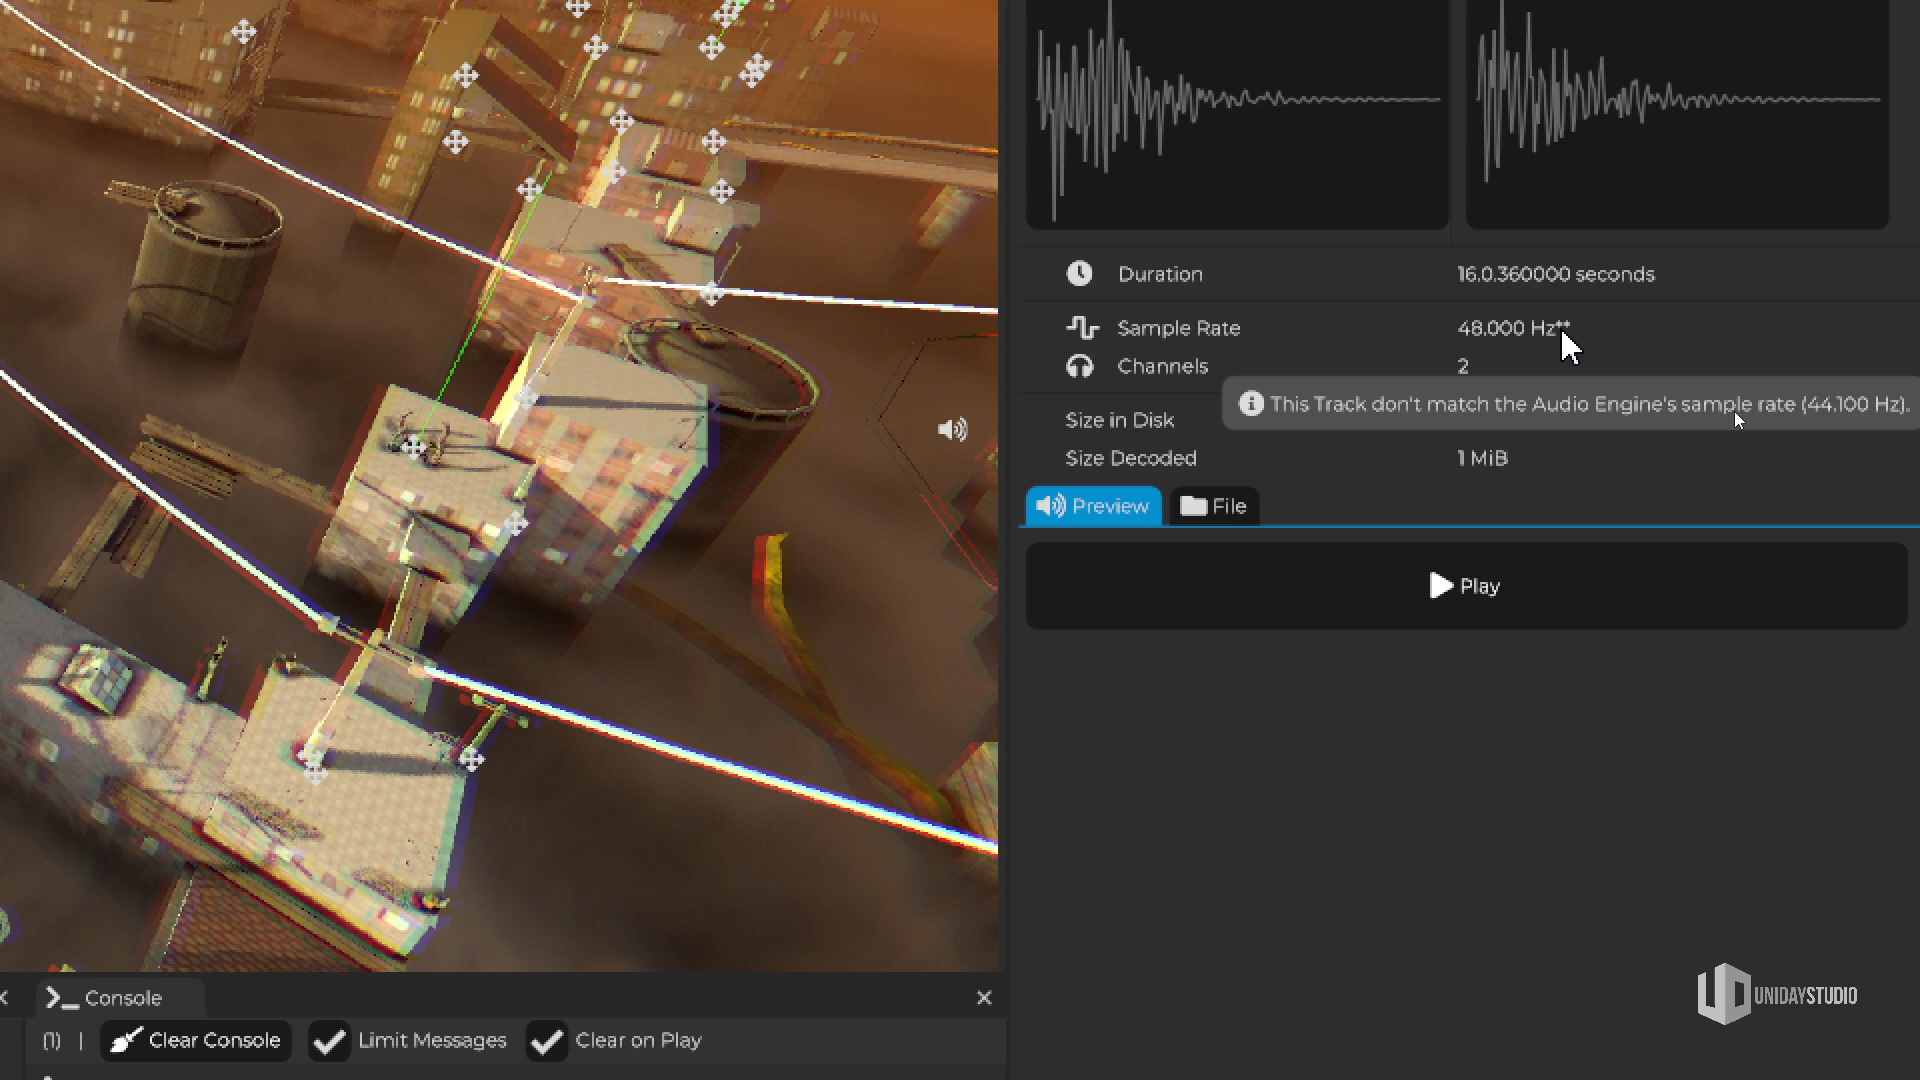 Duration 16.0.360000 seconds
Sample Rate 48.000 Hz**
Channels 2
This Track don't match the Audio Engine's sample rate (44.100 Hz).
Size in Disk
Size Decoded 1 MiB
Preview File
Play
UNIDAYSTUDIO
Console
(1) | Clear Console Limit Messages Clear on Play